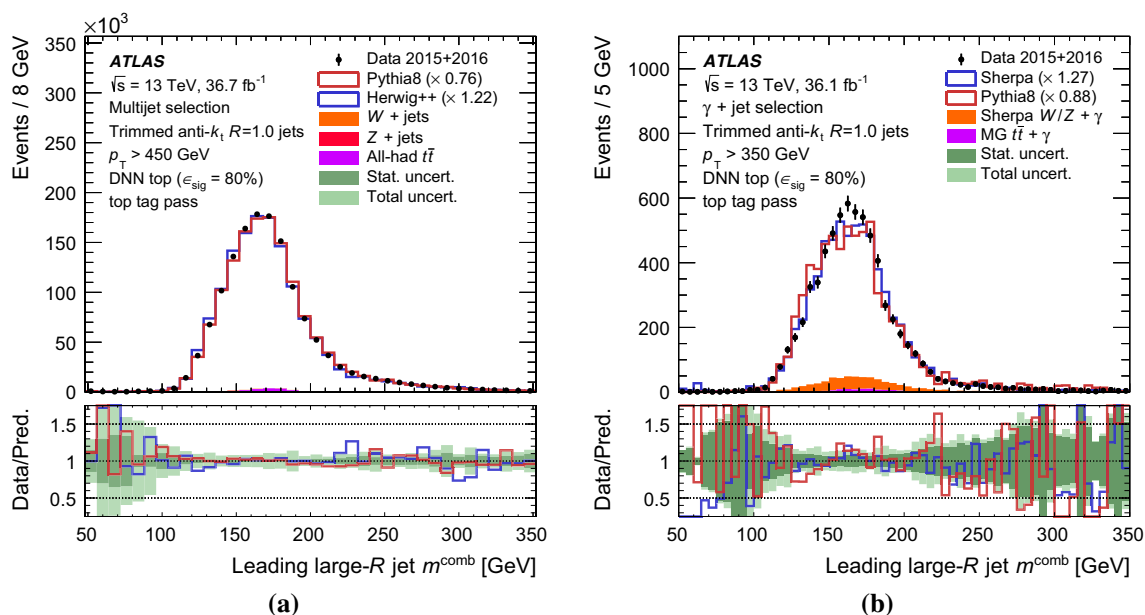 ×10³
Events / 8 GeV
350
300
250
200
150
100
50
0
ATLAS
√s = 13 TeV, 36.7 fb⁻¹
Multijet selection
Trimmed anti-kₜ R=1.0 jets
p_T > 450 GeV
DNN top (ϵ_sig = 80%)
top tag pass
Data 2015+2016
Pythia8 (× 0.76)
Herwig++ (× 1.22)
W + jets
Z + jets
All-had tt̄
Stat. uncert.
Total uncert.
Data/Pred.
1.5
1
0.5
50 100 150 200 250 300 350
Leading large-R jet m^comb [GeV]
(a)
Events / 5 GeV
1000
800
600
400
200
0
ATLAS
√s = 13 TeV, 36.1 fb⁻¹
γ + jet selection
Trimmed anti-kₜ R=1.0 jets
p_T > 350 GeV
DNN top (ϵ_sig = 80%)
top tag pass
Data 2015+2016
Sherpa (× 1.27)
Pythia8 (× 0.88)
Sherpa W/Z + γ
MG tt̄ + γ
Stat. uncert.
Total uncert.
Data/Pred.
1.5
1
0.5
50 100 150 200 250 300 350
Leading large-R jet m^comb [GeV]
(b)